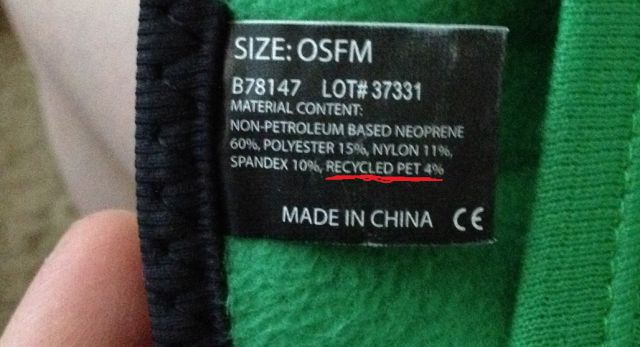 SIZE: OSFM
B78147 LOT# 37331
MATERIAL CONTENT:
NON-PETROLEUM BASED NEOPRENE
60%, POLYESTER 15%, NYLON 11%,
SPANDEX 10%, RECYCLED PET 4%
MADE IN CHINA CE